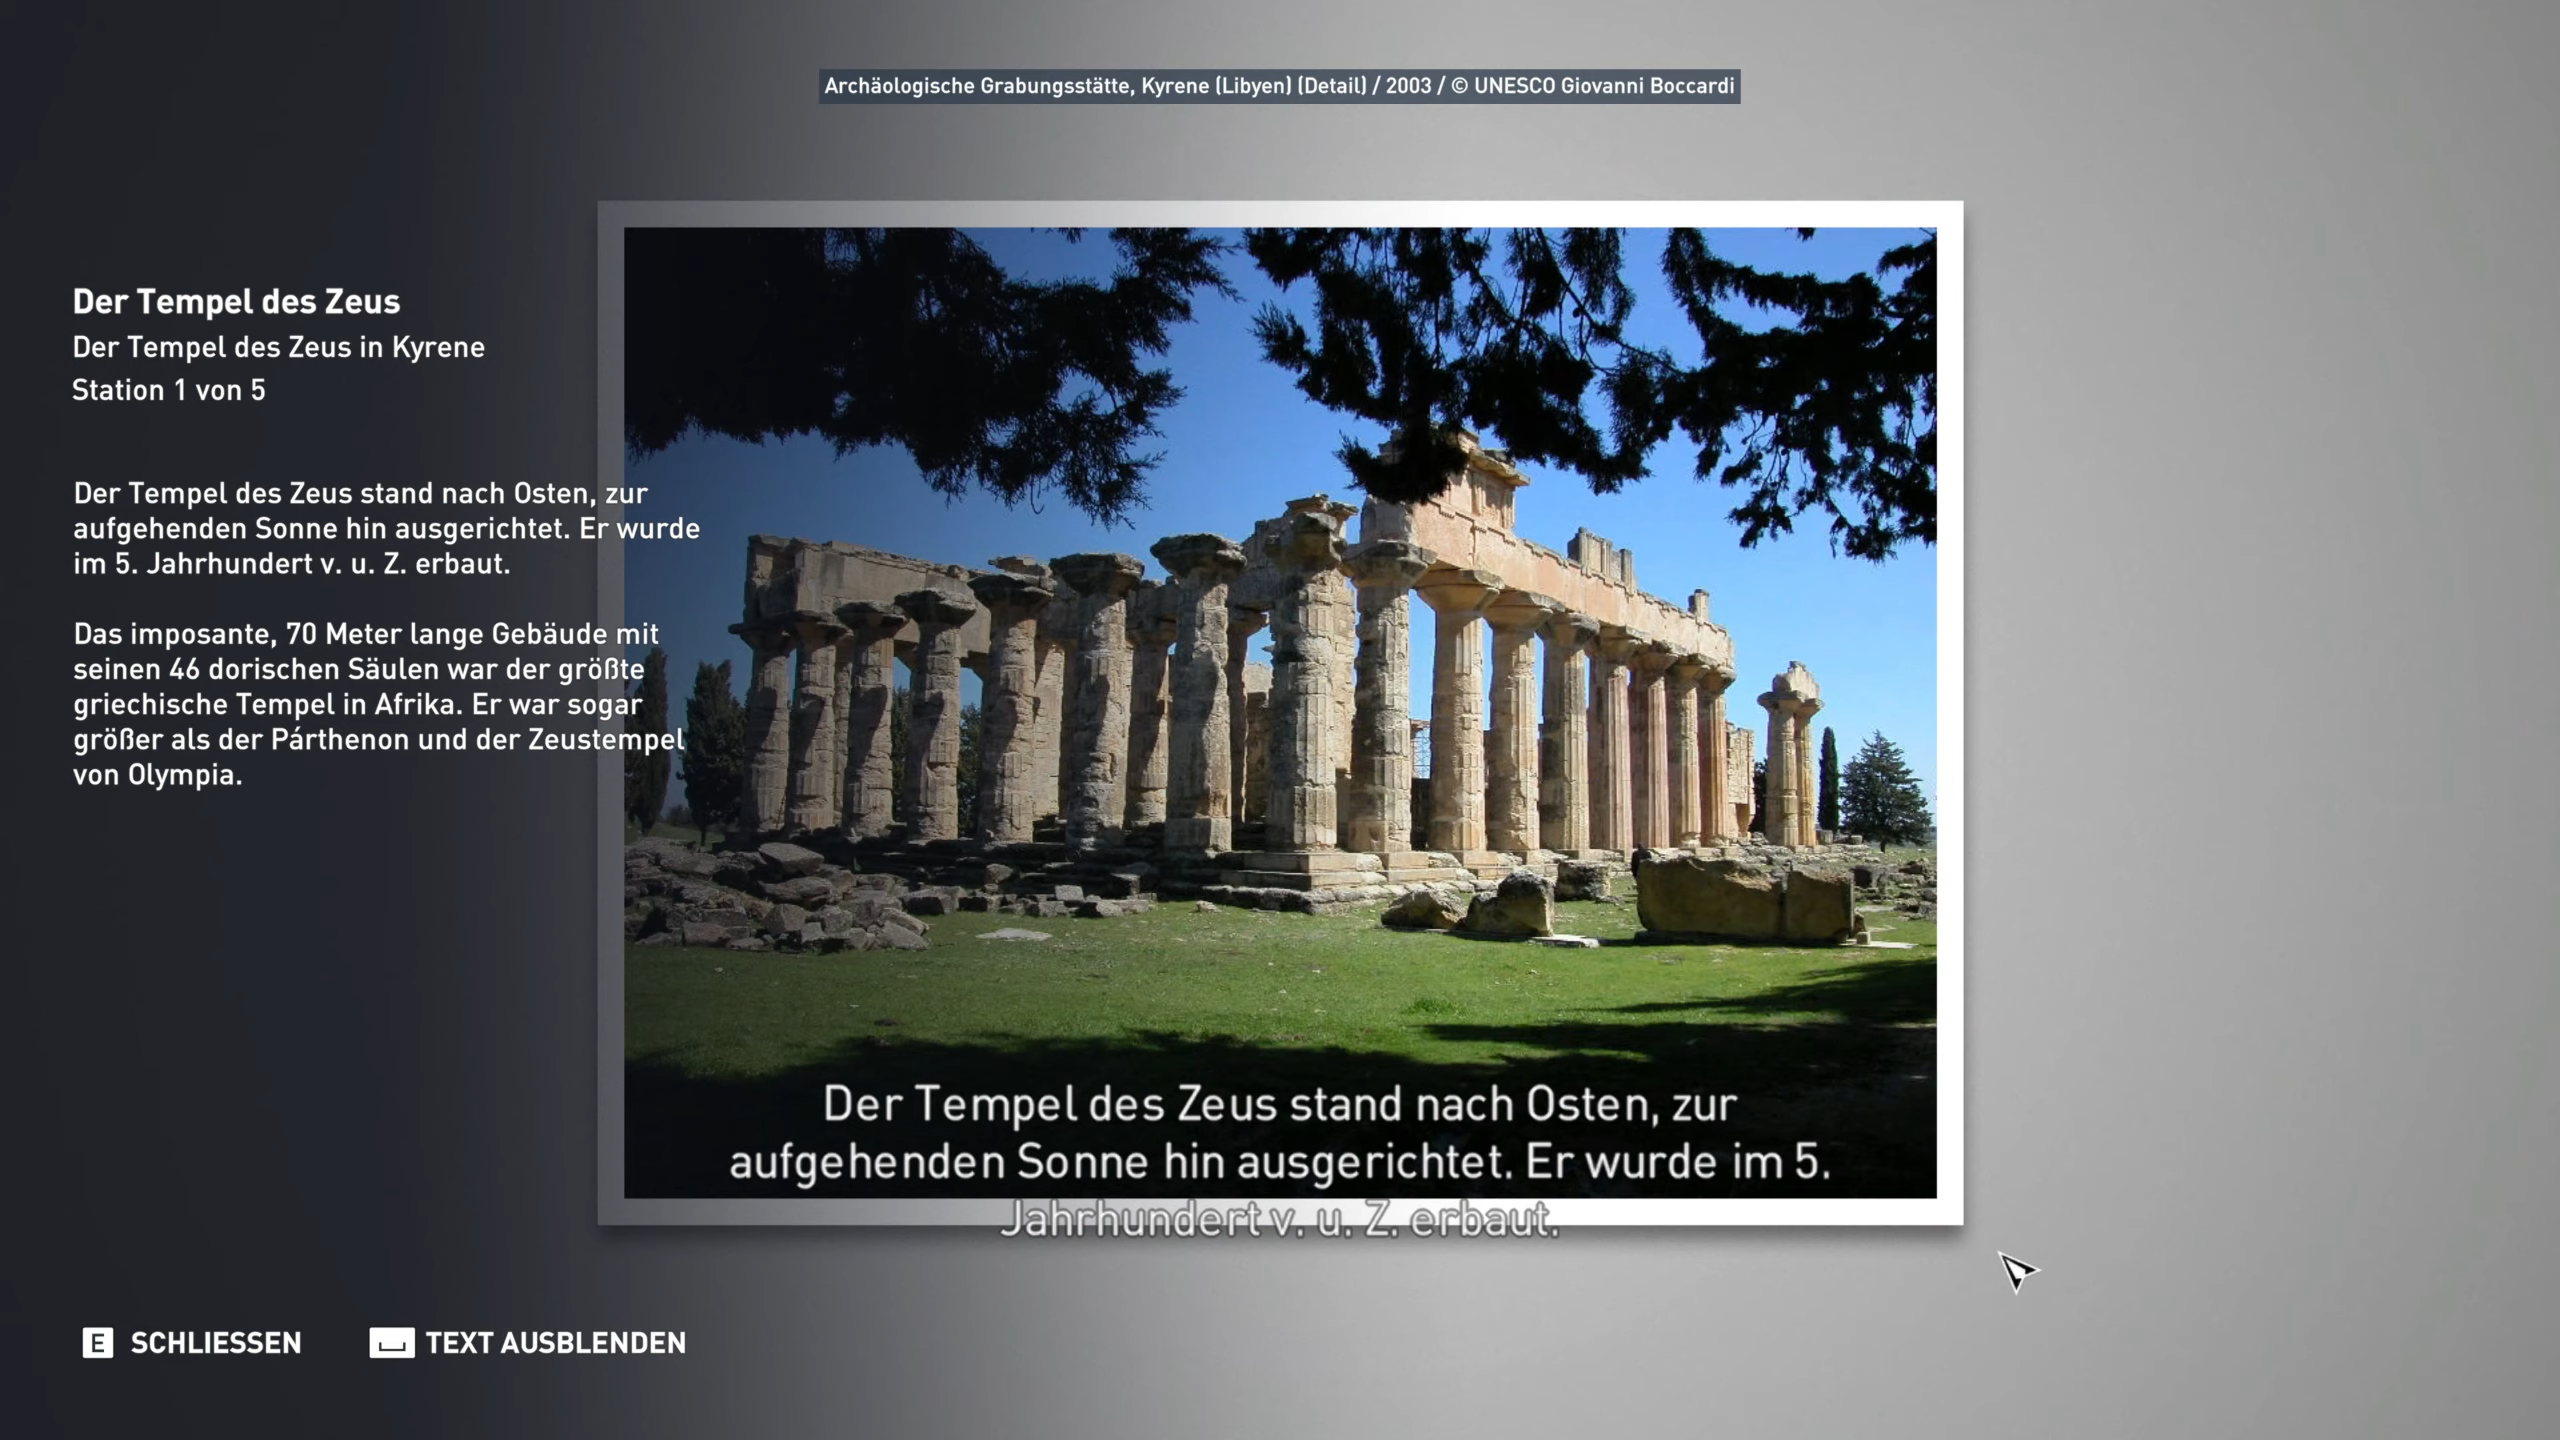 Archäologische Grabungsstätte, Kyrene (Libyen) (Detail) / 2003 / © UNESCO Giovanni Boccardi
Der Tempel des Zeus
Der Tempel des Zeus in Kyrene
Station 1 von 5
Der Tempel des Zeus stand nach Osten, zur
aufgehenden Sonne hin ausgerichtet. Er wurde
im 5. Jahrhundert v. u. Z. erbaut.
Das imposante, 70 Meter lange Gebäude mit
seinen 46 dorischen Säulen war der größte
griechische Tempel in Afrika. Er war sogar
größer als der Párthenon und der Zeustempel
von Olympia.
Der Tempel des Zeus stand nach Osten, zur
aufgehenden Sonne hin ausgerichtet. Er wurde im 5.
Jahrhundert v. u. Z. erbaut.
E SCHLIESSEN
TEXT AUSBLENDEN